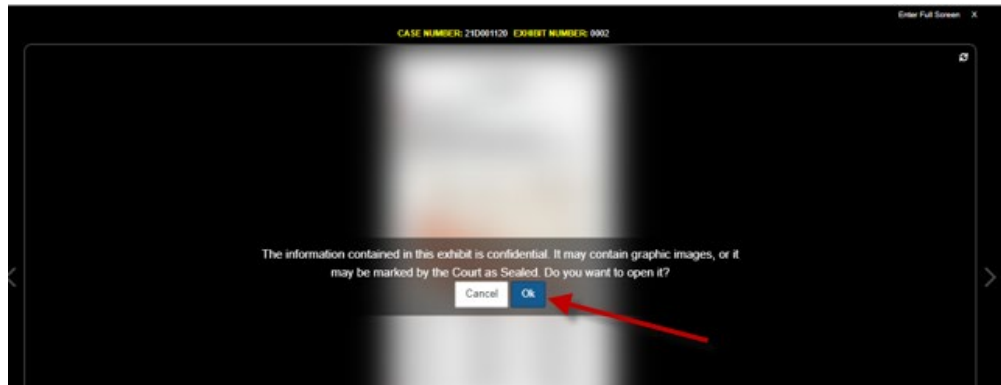 Enter Full Screen X
CASE NUMBER: 21D001120 EXHIBIT NUMBER: 0002
The information contained in this exhibit is confidential. It may contain graphic images, or it
may be marked by the Court as Sealed. Do you want to open it?
Cancel Ok